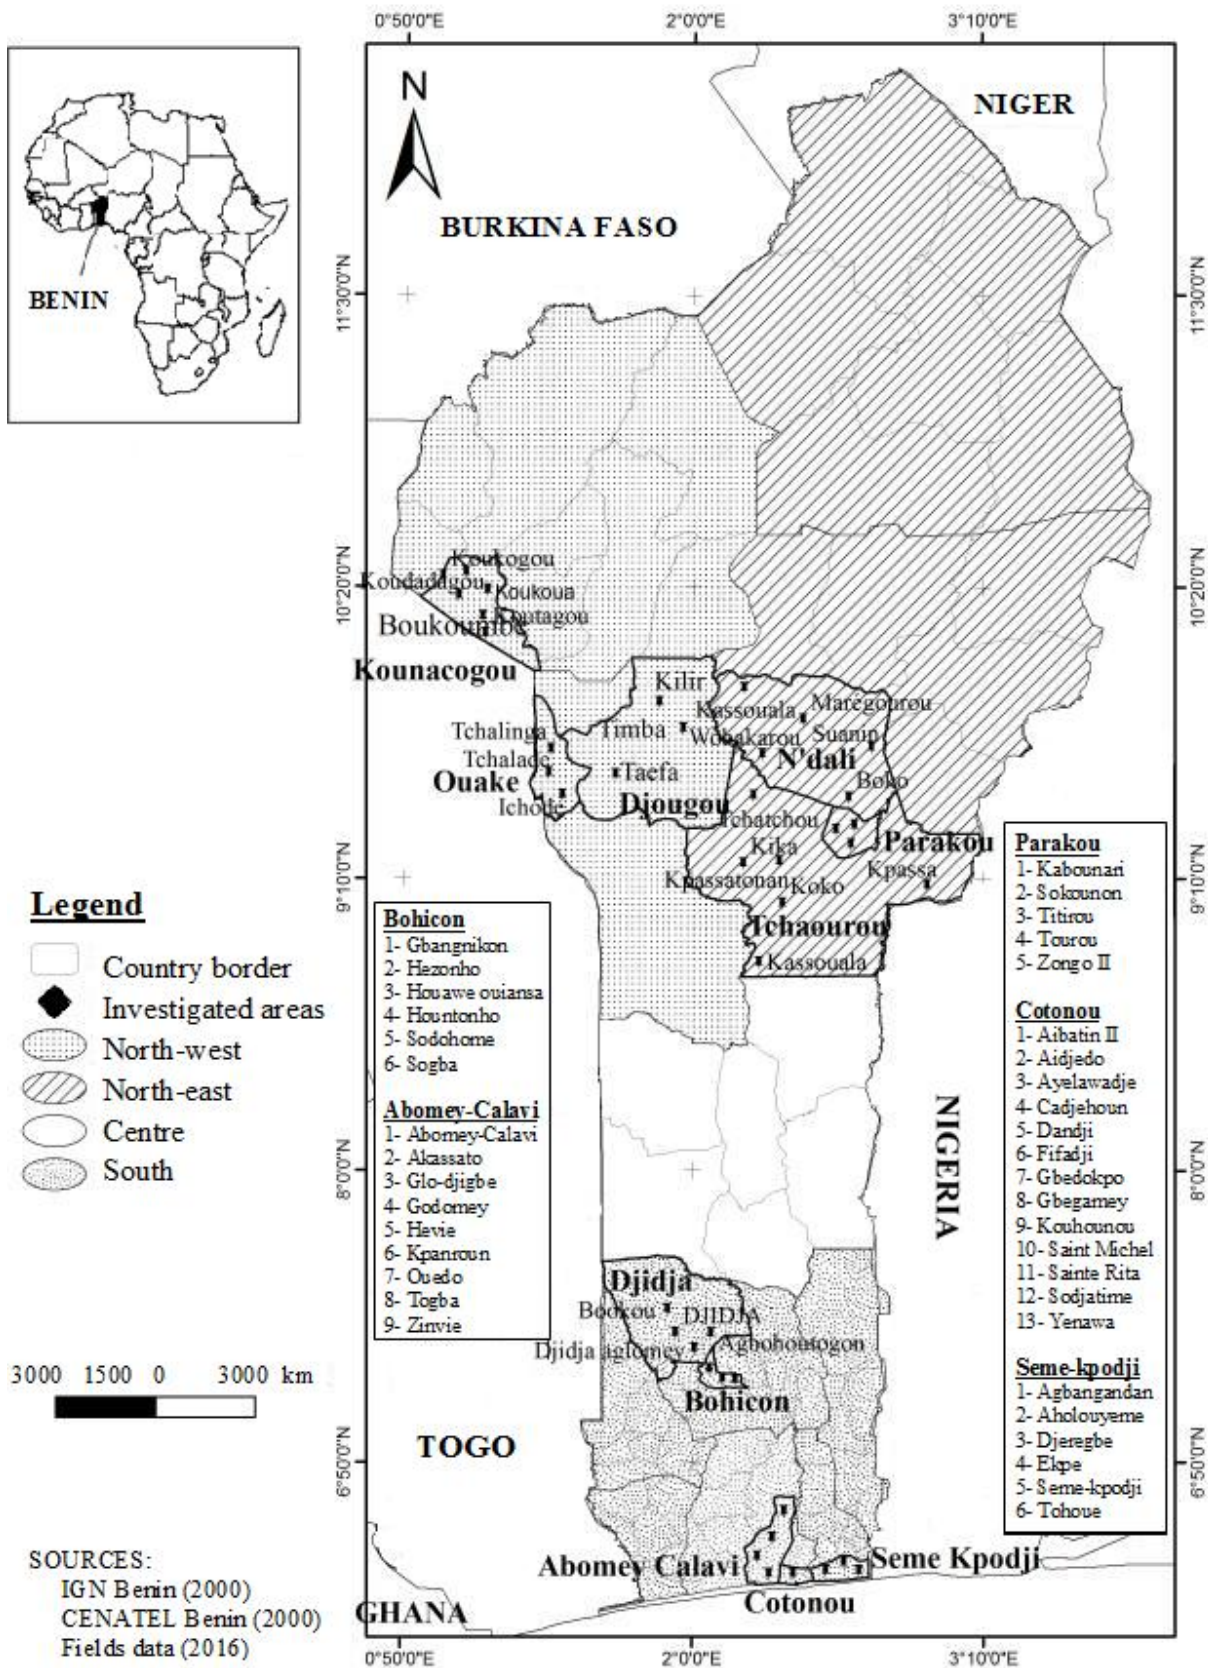 0°50'0"E
2°0'0"E
3°10'0"E
N
NIGER
BURKINA FASO
BENIN
11°30'0"N
11°30'0"N
Koukogou
Koudadagou
Koukoua
Koutagou
Boukoumbe
Kounacogou
10°20'0"N
10°20'0"N
Kilir
Kassouala
Marégourou
Tchalinga
Timba
Wobakarou
Suanin
Tchalade
N'dali
Ouake
Taefa
Boko
Ichode
Djougou
Tchatchou
Parakou
Kika
Kpassa
Kpassatouan
Koko
Tchaourou
Kassouala
9°10'0"N
9°10'0"N
Legend
Country border
Investigated areas
North-west
North-east
Centre
South
Bohicon
1- Gbangnikon
2- Hezonho
3- Houawe ouiansa
4- Hountonho
5- Sodohome
6- Sogba
Abomey-Calavi
1- Abomey-Calavi
2- Akassato
3- Glo-djigbe
4- Godomey
5- Hevie
6- Kpanroun
7- Ouedo
8- Togba
9- Zinvie
Parakou
1- Kabounari
2- Sokounon
3- Titirou
4- Tourou
5- Zongo II
Cotonou
1- Aibatin II
2- Aidjedo
3- Ayelawadje
4- Cadjehoun
5- Dandji
6- Fifadji
7- Gbedokpo
8- Gbegamey
9- Kouhounou
10- Saint Michel
11- Sainte Rita
12- Sodjatime
13- Yenawa
Seme-kpodji
1- Agbangandan
2- Aholouyeme
3- Djeregbe
4- Ekpe
5- Seme-kpodji
6- Tohoue
NIGERIA
8°0'0"N
8°0'0"N
Djidja
Bookou
DJIDJA
Djidja aglomey
Agbohoutogon
Bohicon
3000 1500 0 3000 km
TOGO
6°50'0"N
6°50'0"N
Abomey Calavi
Seme Kpodji
Cotonou
GHANA
SOURCES:
IGN Benin (2000)
CENATEL Benin (2000)
Fields data (2016)
0°50'0"E
2°0'0"E
3°10'0"E